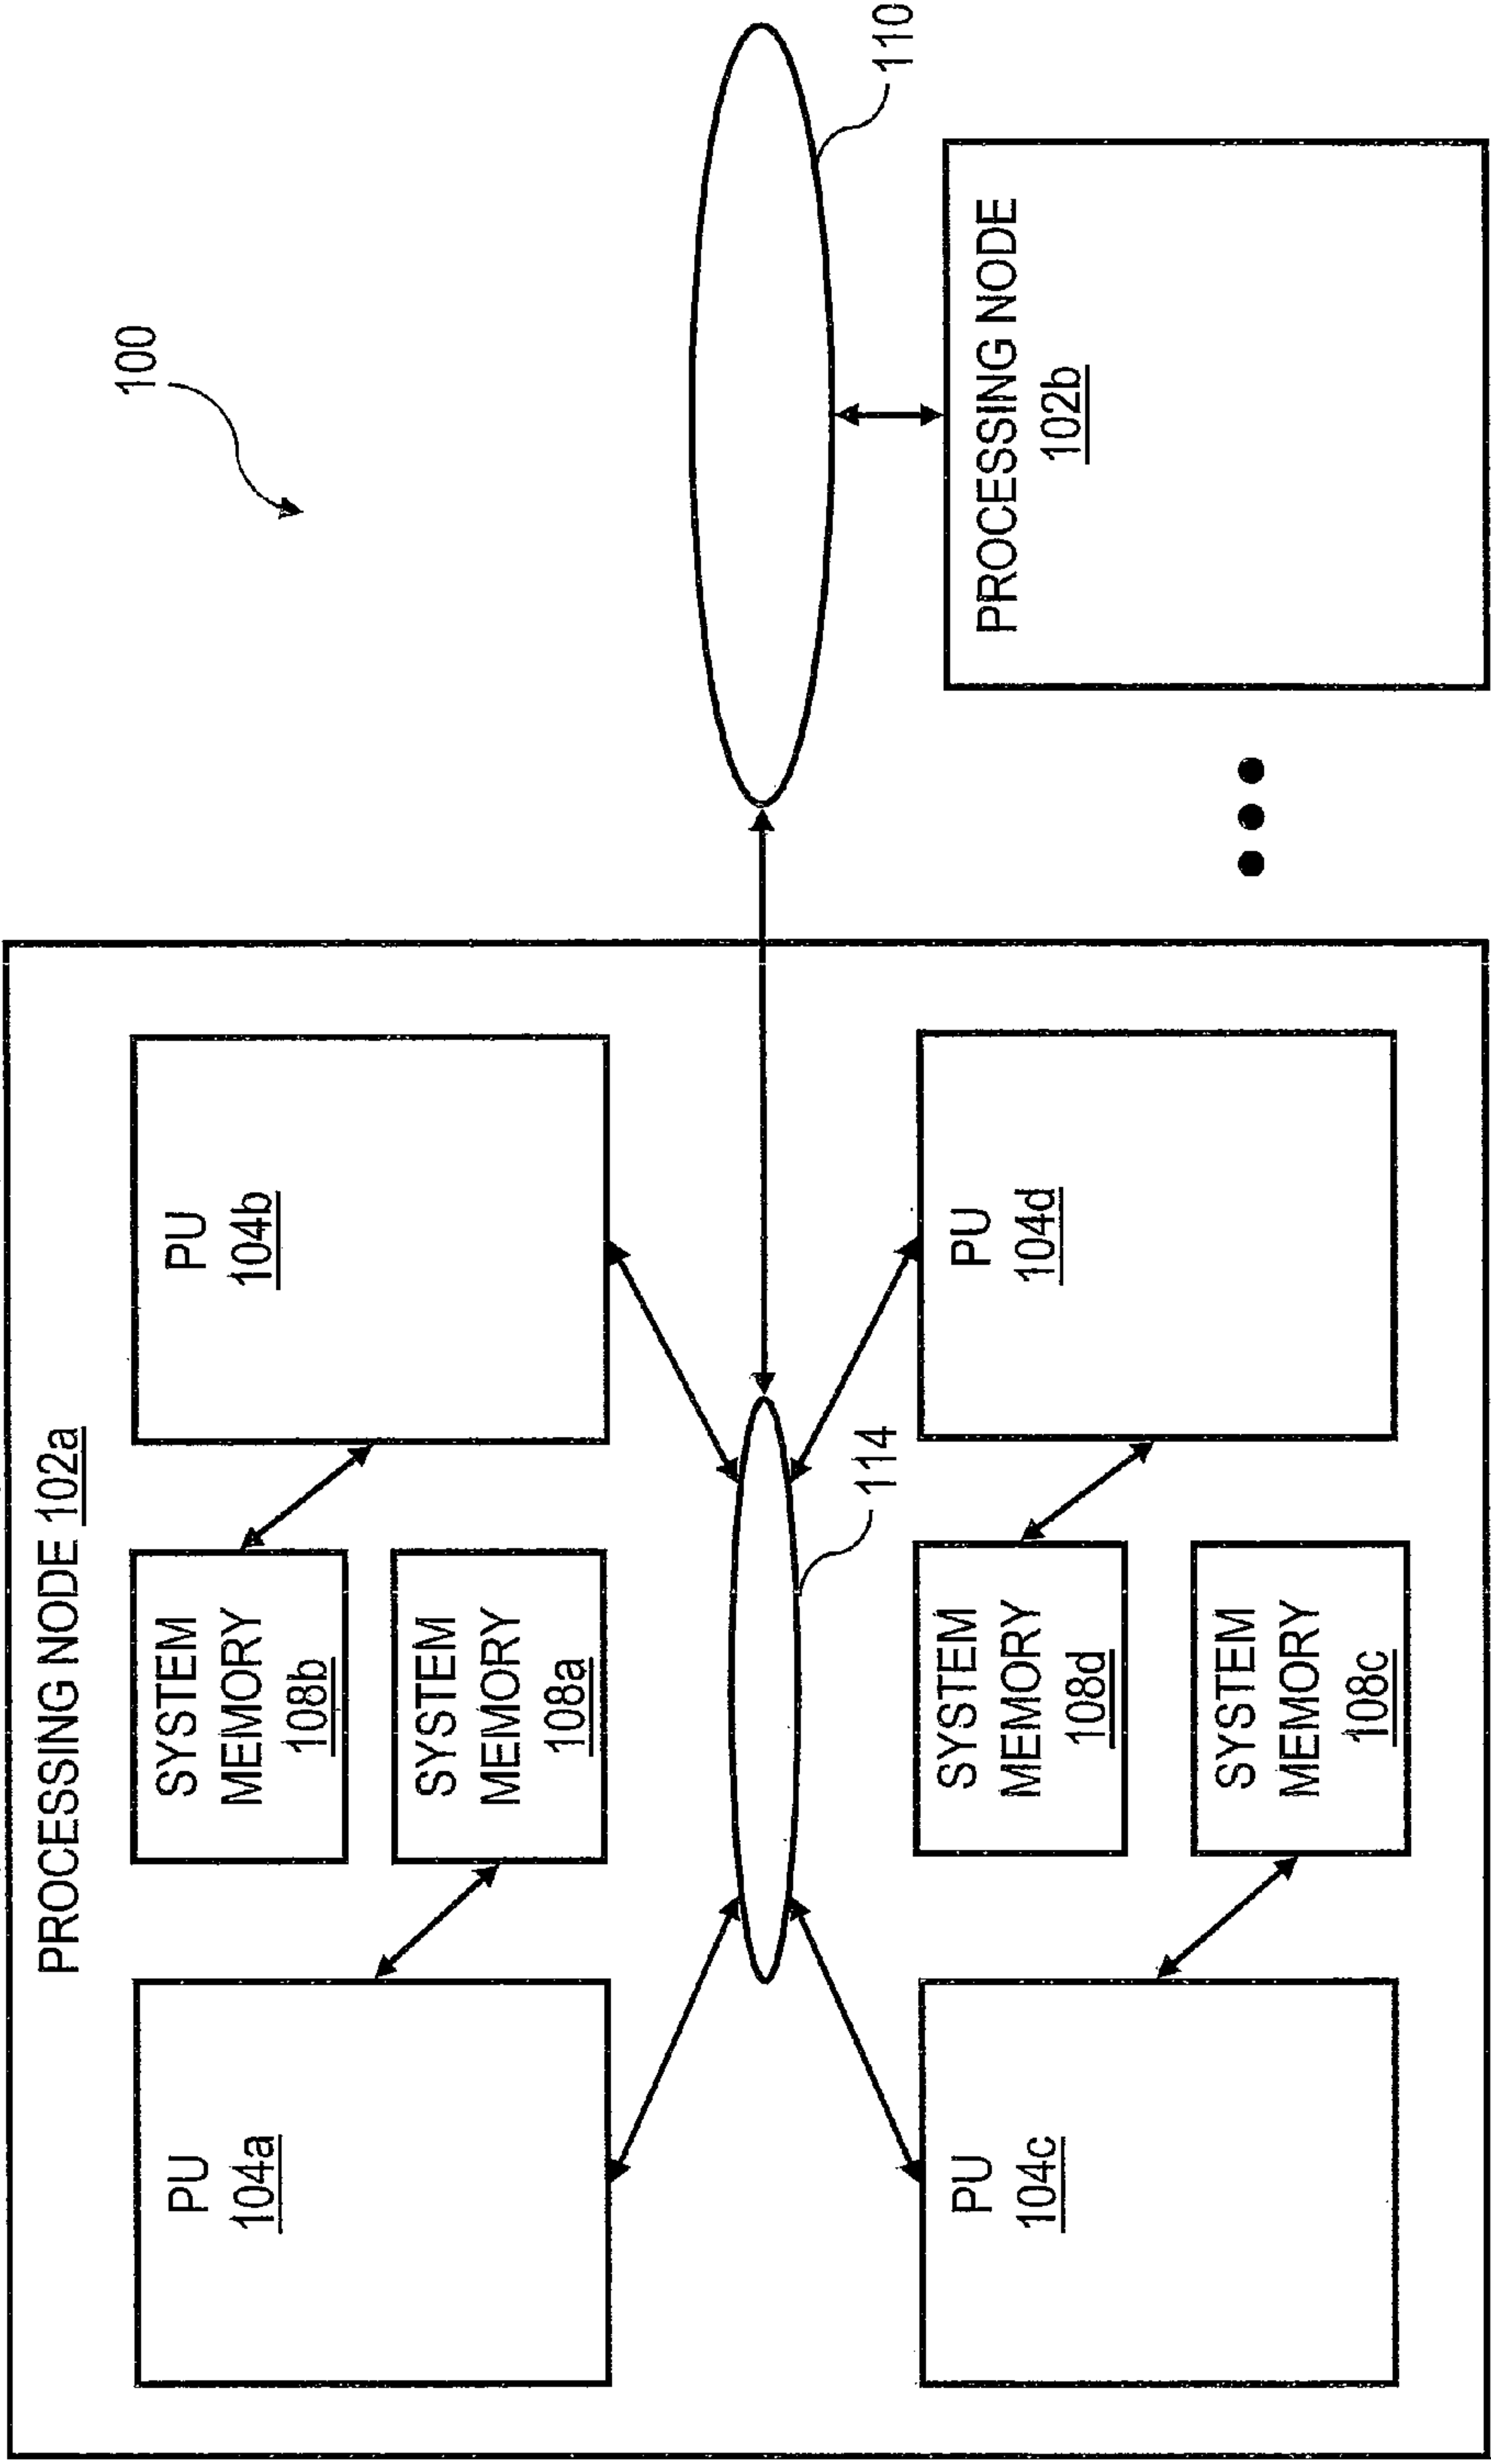 100
PROCESSING NODE 102a
PU
104a
SYSTEM
MEMORY
108b
SYSTEM
MEMORY
108a
PU
104b
114
110
PU
104c
SYSTEM
MEMORY
108d
SYSTEM
MEMORY
108c
PU
104d
PROCESSING NODE
102b